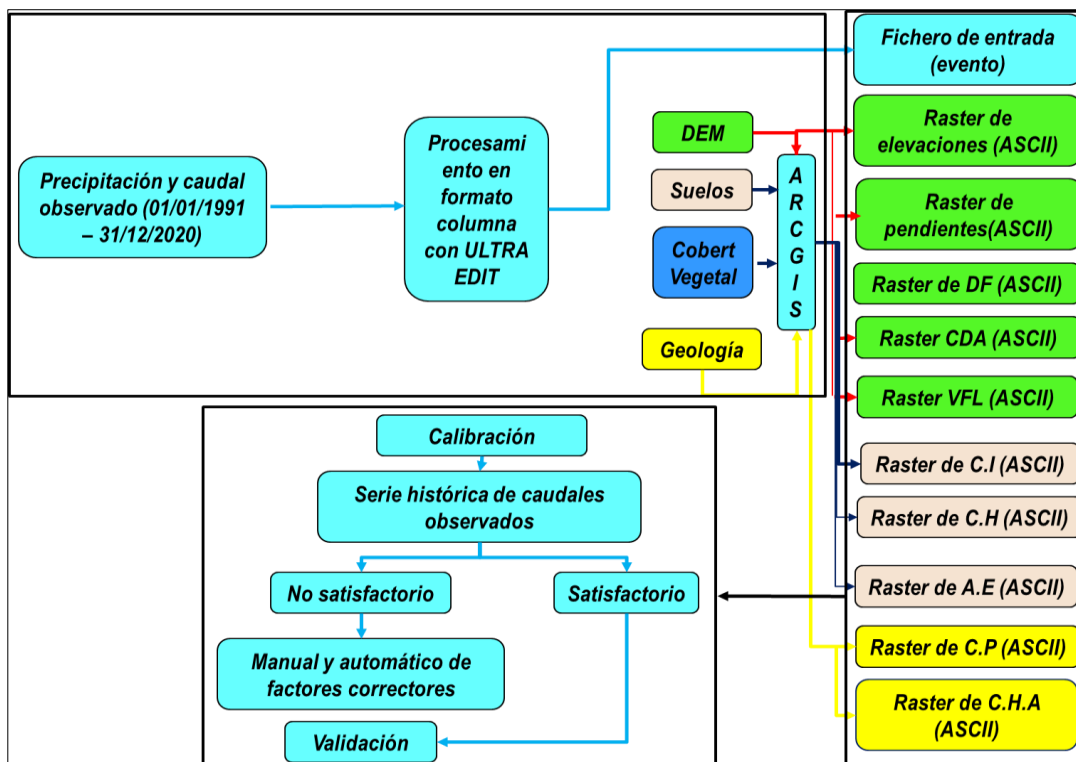 Precipitación y caudal
observado (01/01/1991
– 31/12/2020)
Procesami
ento en
formato
columna
con ULTRA
EDIT
DEM
Suelos
Cobert
Vegetal
Geología
A
R
C
G
I
S
Fichero de entrada
(evento)
Raster de
elevaciones (ASCII)
Raster de
pendientes(ASCII)
Raster de DF (ASCII)
Raster CDA (ASCII)
Raster VFL (ASCII)
Raster de C.I (ASCII)
Raster de C.H (ASCII)
Raster de A.E (ASCII)
Raster de C.P (ASCII)
Raster de C.H.A
(ASCII)
Calibración
Serie histórica de caudales
observados
No satisfactorio
Satisfactorio
Manual y automático de
factores correctores
Validación